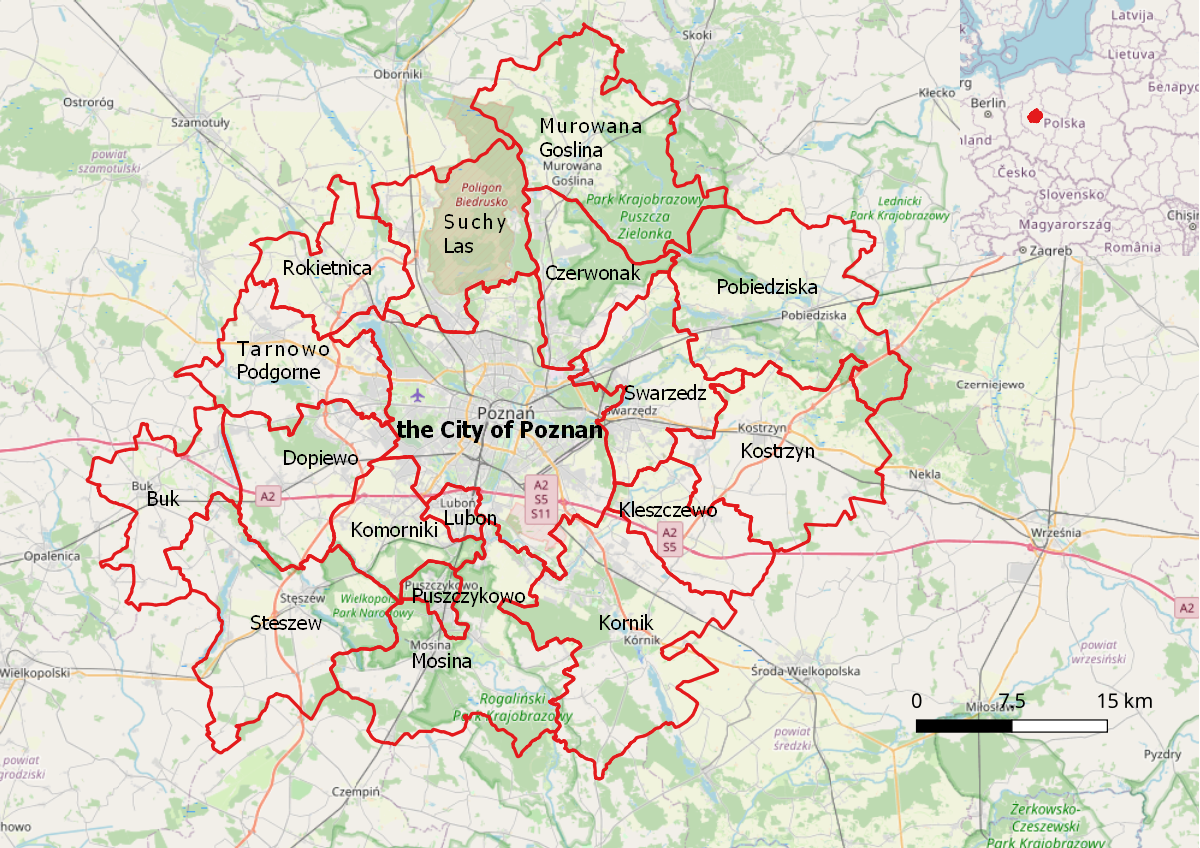 Skoki
Latvija
Lietuva
Беларусь
Berlin
Polska
Česko
Slovensko
Magyarország
România
Zagreb
Chișin
nland
rg
Oborniki
Kłecko
Ostroróg
Szamotuły
powiat
szamotulski
Murowana
Goslina
Murowana
Goślina
Park Krajobrazowy
Puszcza
Zielonka
Lednicki
Park Krajobrazowy
Poligon
Biedrusko
Suchy
Las
Rokietnica
Czerwonak
Pobiedziska
Pobiedziska
Tarnowo
Podgorne
Swarzedz
Swarzędz
Czerniejewo
Poznań
the City of Poznan
Kostrzyn
Kostrzyn
Nekla
Dopiewo
Buk
Buk
A2
A2
S5
S11
Luboń
Lubon
Komorniki
Kleszczewo
A2
S5
Września
Opalenica
A2
Puszczykowo
Puszczykowo
Stęszew
Steszew
Wielkopols
Park Narodowy
Kornik
Kórnik
Mosina
Mosina
Wielkopolski
Środa Wielkopolska
powiat
wrzesiński
Rogaliński
Park Krajobrazowy
0 7.5 15 km
Miłosław
powiat
średzki
Pyzdry
powiat
grodziski
Czempiń
chowo
Żerkowsko-
Czeszewski
Park Krajobrazowy